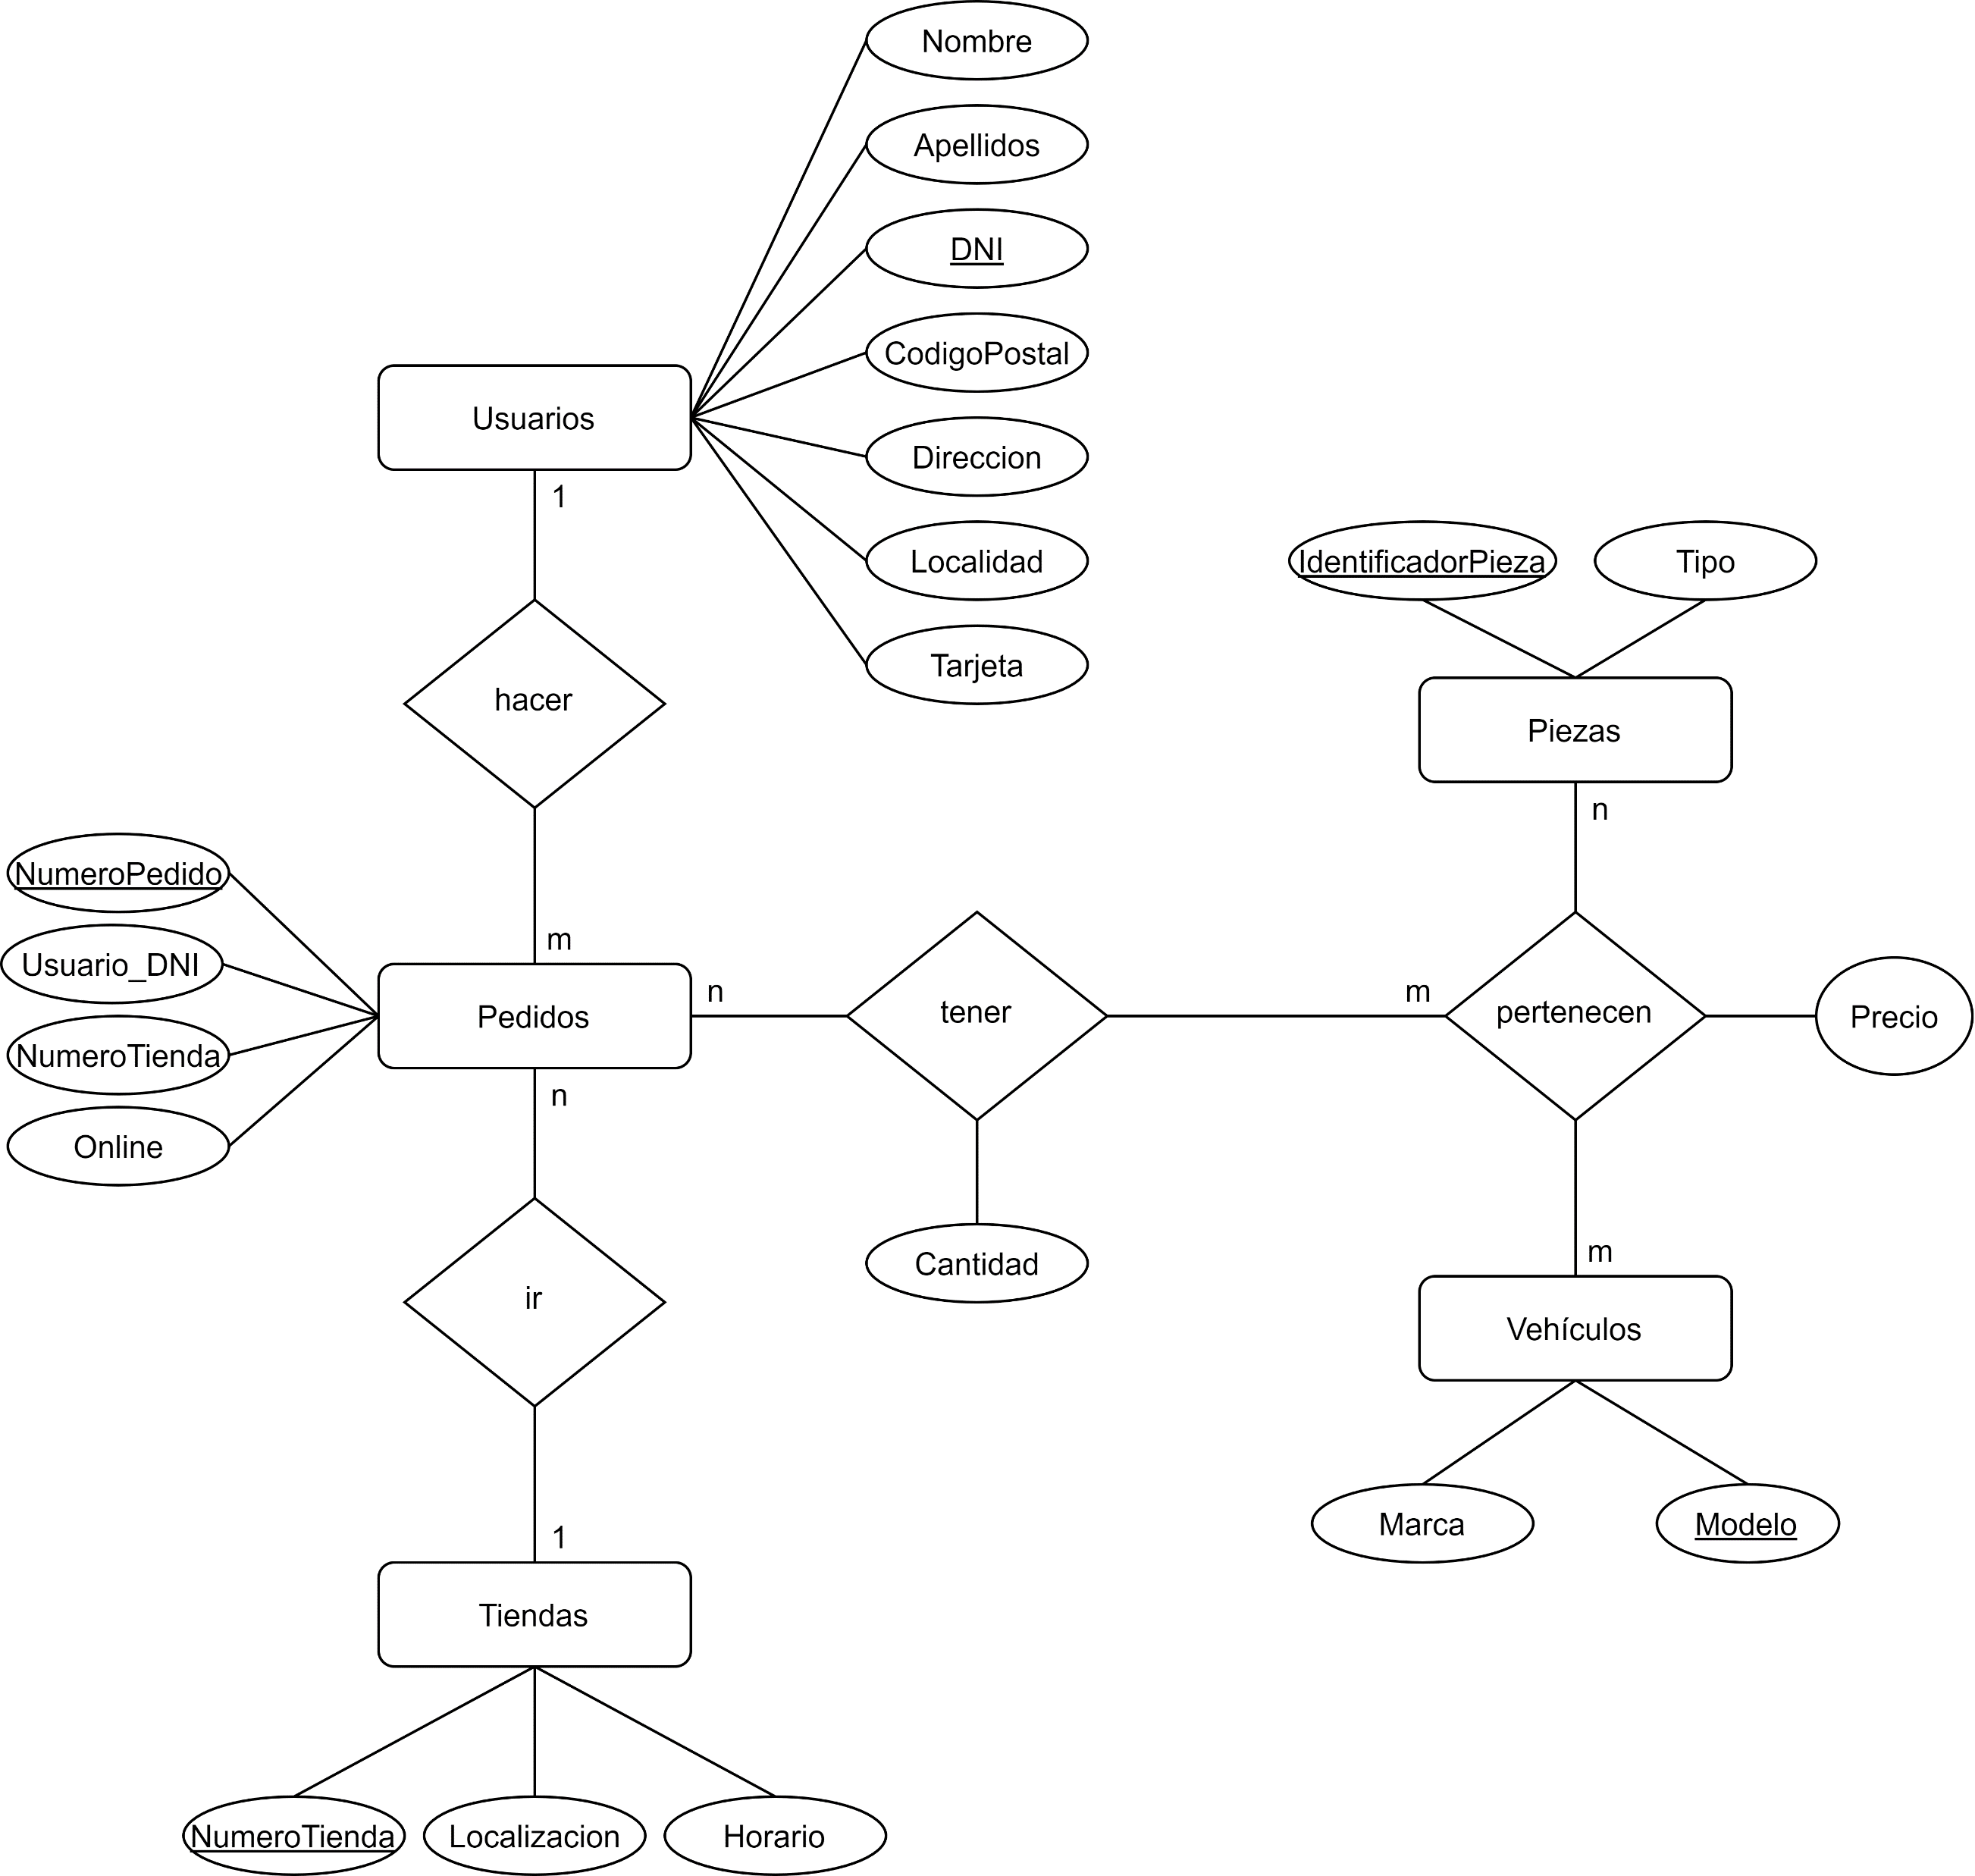 Nombre
Apellidos
DNI
CodigoPostal
Usuarios
Direccion
1
Localidad
IdentificadorPieza
Tipo
Tarjeta
hacer
Piezas
n
NumeroPedido
m
Usuario_DNI
Pedidos
n
tener
m
pertenecen
Precio
NumeroTienda
n
Online
Cantidad
m
ir
Vehículos
Marca
Modelo
1
Tiendas
NumeroTienda
Localizacion
Horario